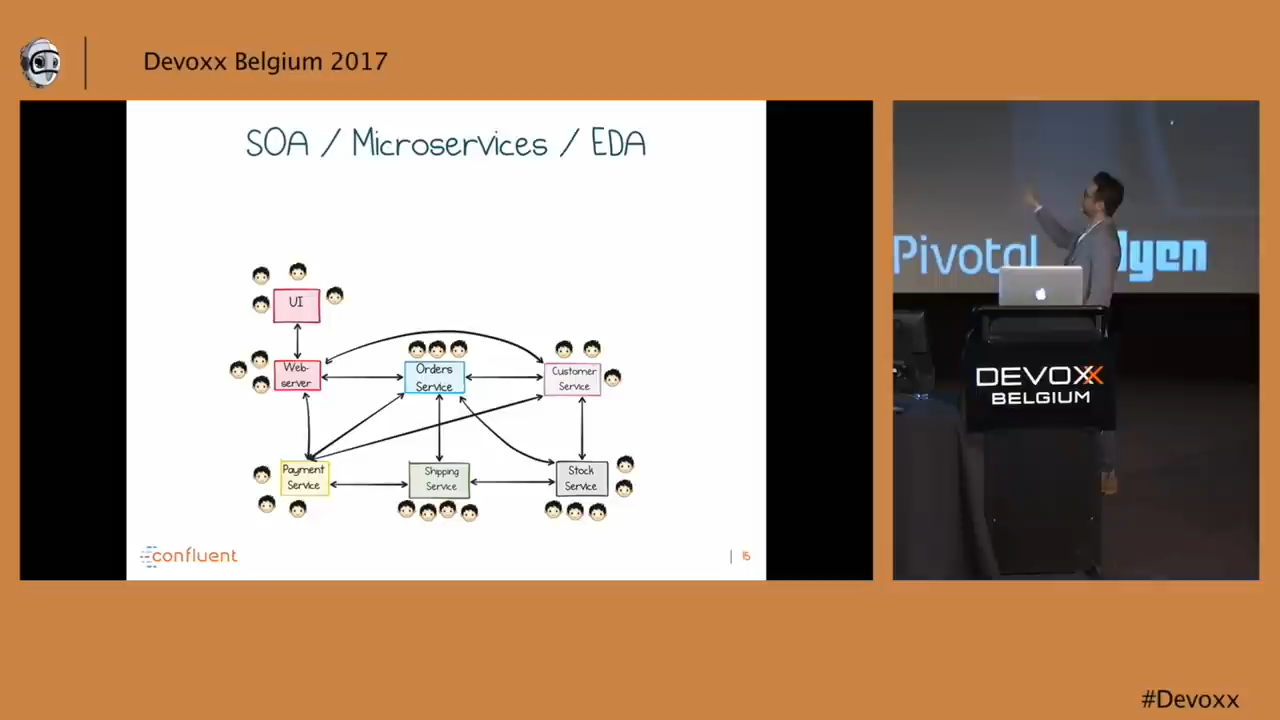 Devoxx Belgium 2017
SOA / Microservices / EDA
UI
Web-
server
Orders
Service
Customer
Service
Payment
Service
Shipping
Service
Stock
Service
confluent
| 15
Pivotal
DEVOXX
BELGIUM
#Devoxx